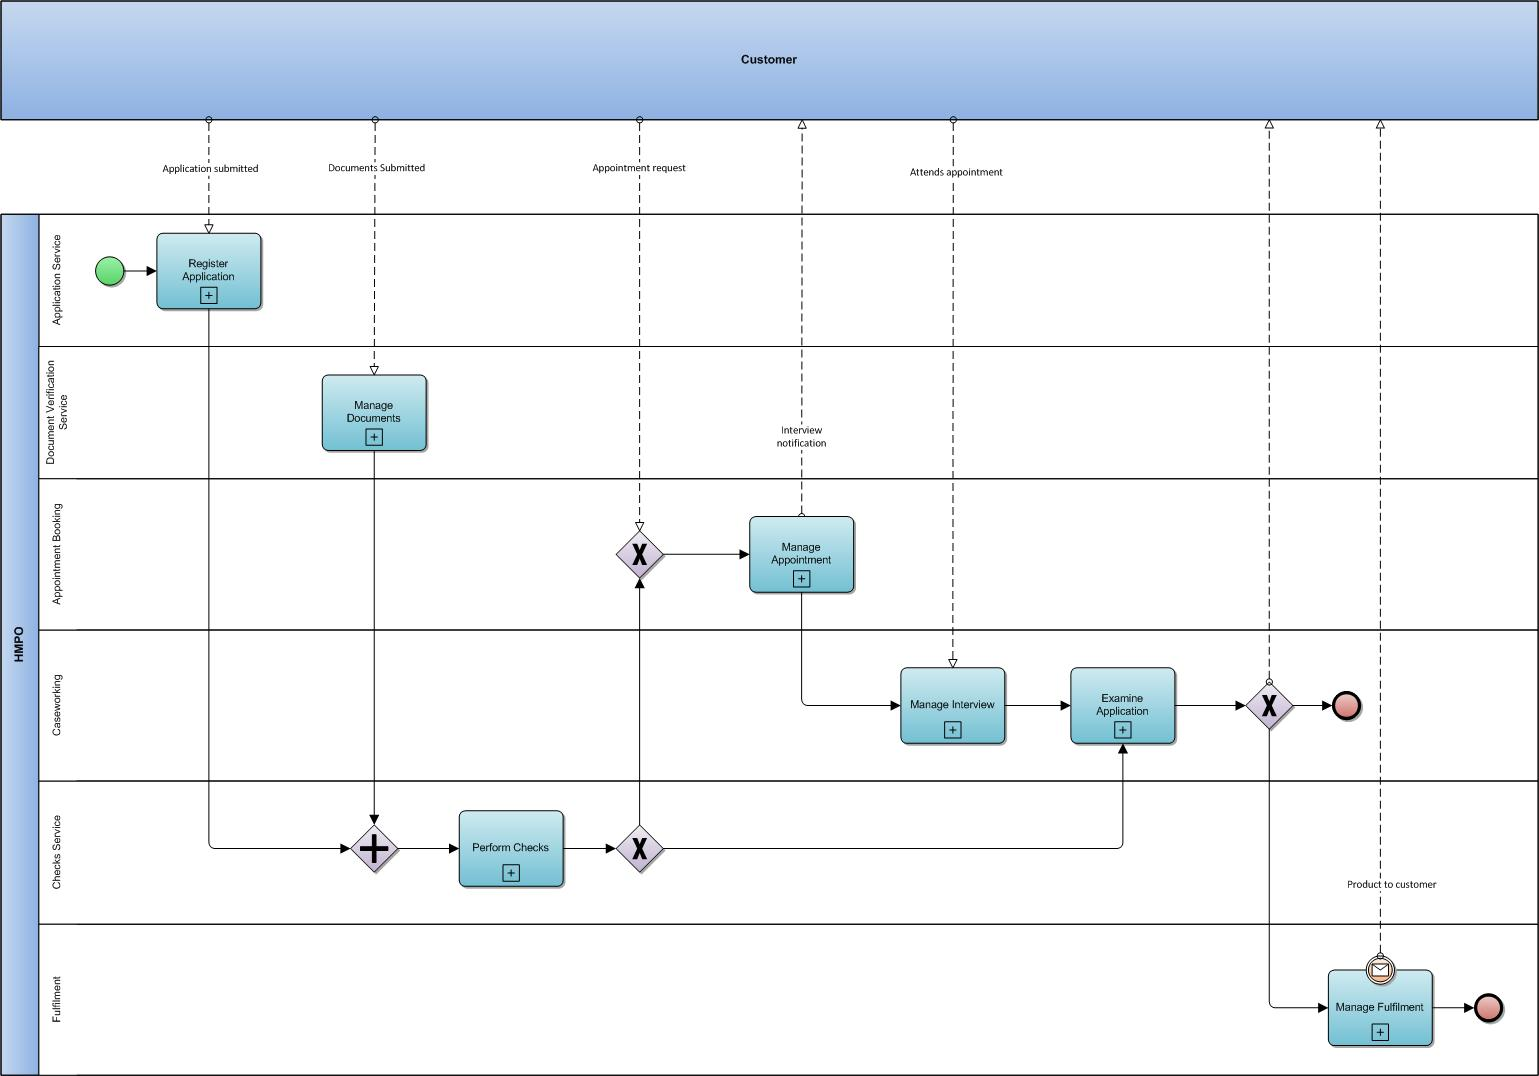 Customer
Application submitted
Documents Submitted
Appointment request
Attends appointment
HMPO
Application Service
Register
Application
Document Verification
Service
Manage
Documents
Interview
notification
Appointment Booking
X
Manage
Appointment
Caseworking
Manage Interview
Examine
Application
X
Checks Service
Perform Checks
X
Product to customer
Fulfilment
Manage Fulfilment